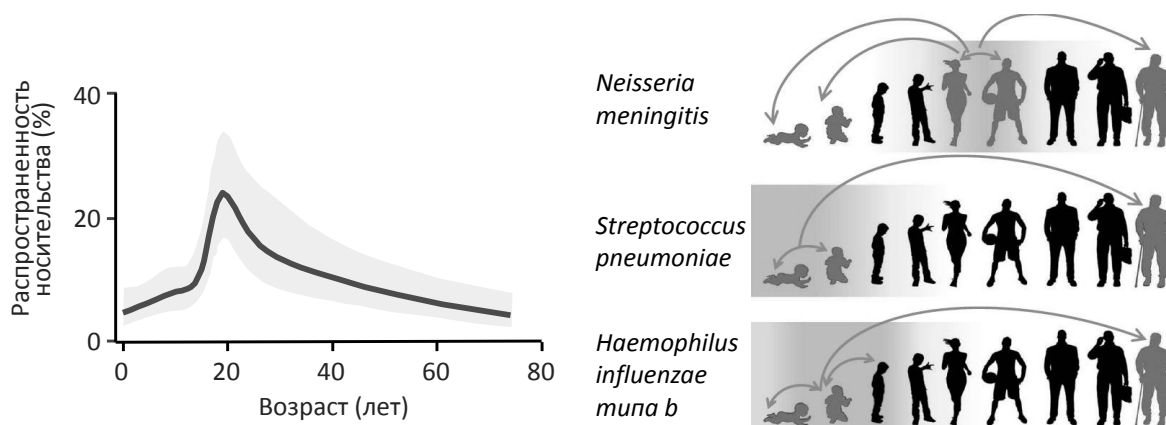 Распространенность
носительства (%)
40
20
0
0 20 40 60 80
Возраст (лет)
Neisseria
meningitis
Streptococcus
pneumoniae
Haemophilus
influenzae
типа b